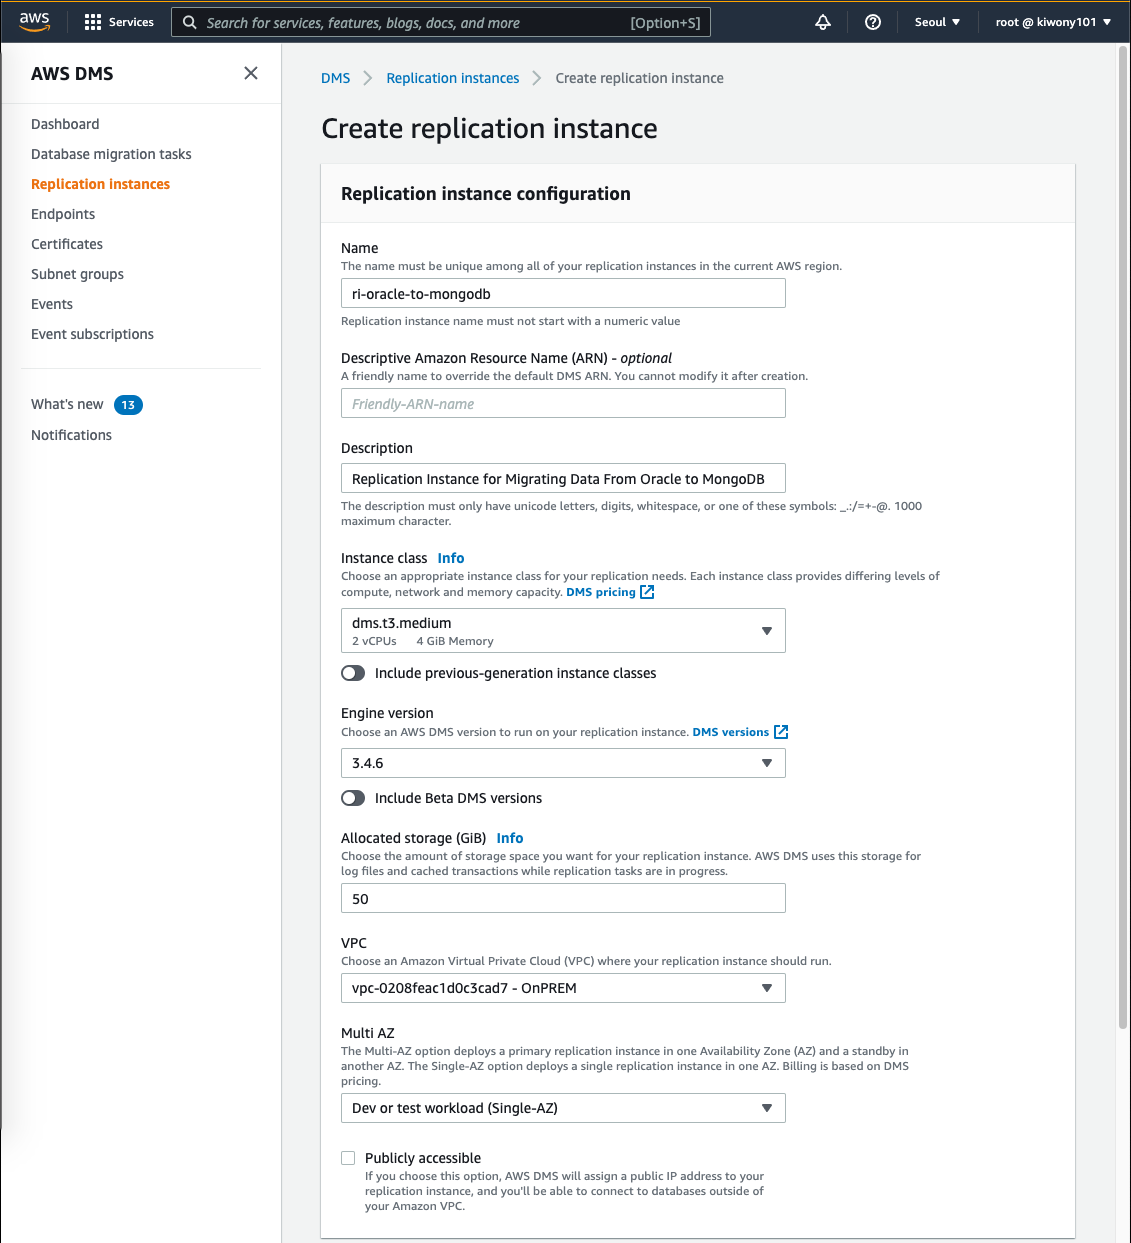 aws
Services
Search for services, features, blogs, docs, and more
[Option+S]
Seoul
root @ kiwony101
AWS DMS
Dashboard
Database migration tasks
Replication instances
Endpoints
Certificates
Subnet groups
Events
Event subscriptions
What's new 13
Notifications
DMS
Replication instances
Create replication instance
Create replication instance
Replication instance configuration
Name
The name must be unique among all of your replication instances in the current AWS region.
ri-oracle-to-mongodb
Replication instance name must not start with a numeric value
Descriptive Amazon Resource Name (ARN) - optional
A friendly name to override the default DMS ARN. You cannot modify it after creation.
Friendly-ARN-name
Description
Replication Instance for Migrating Data From Oracle to MongoDB
The description must only have unicode letters, digits, whitespace, or one of these symbols: _.:/=+-@. 1000
maximum character.
Instance class Info
Choose an appropriate instance class for your replication needs. Each instance class provides differing levels of
compute, network and memory capacity. DMS pricing
dms.t3.medium
2 vCPUs 4 GiB Memory
Include previous-generation instance classes
Engine version
Choose an AWS DMS version to run on your replication instance. DMS versions
3.4.6
Include Beta DMS versions
Allocated storage (GiB) Info
Choose the amount of storage space you want for your replication instance. AWS DMS uses this storage for
log files and cached transactions while replication tasks are in progress.
50
VPC
Choose an Amazon Virtual Private Cloud (VPC) where your replication instance should run.
vpc-0208feac1d0c3cad7 - OnPREM
Multi AZ
The Multi-AZ option deploys a primary replication instance in one Availability Zone (AZ) and a standby in
another AZ. The Single-AZ option deploys a single replication instance in one AZ. Billing is based on DMS
pricing.
Dev or test workload (Single-AZ)
Publicly accessible
If you choose this option, AWS DMS will assign a public IP address to your
replication instance, and you'll be able to connect to databases outside of
your Amazon VPC.